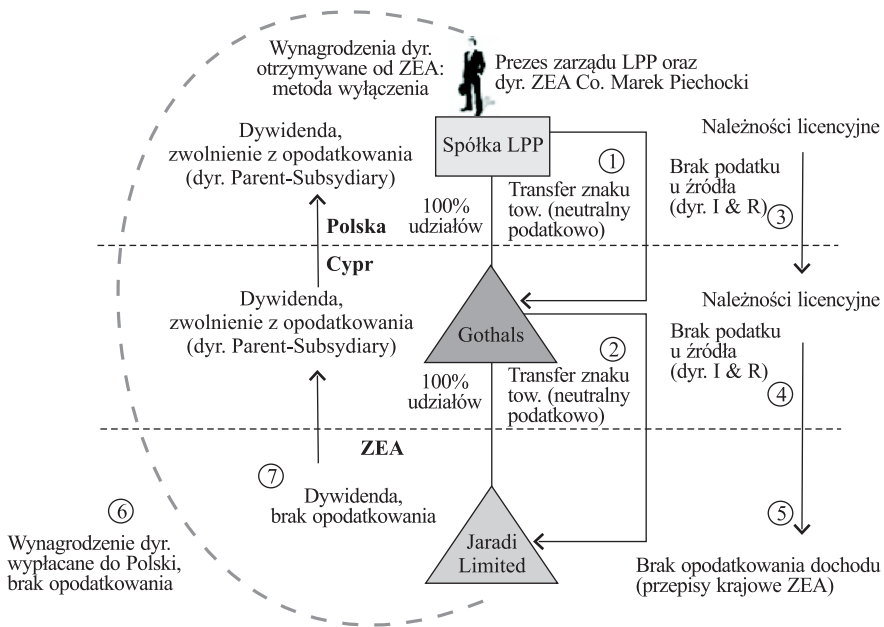 Wynagrodzenia dyr.
otrzymywane od ZEA:
metoda wyłączenia
Prezes zarządu LPP oraz
dyr. ZEA Co. Marek Piechocki
Dywidenda,
zwolnienie z opodatkowania
(dyr. Parent-Subsydiary)
Spółka LPP
1
Transfer znaku
tow. (neutralny
podatkowo)
100%
udziałów
Należności licencyjne
Brak podatku
u źródła
(dyr. I & R)
3
Polska
Cypr
Dywidenda,
zwolnienie z opodatkowania
(dyr. Parent-Subsydiary)
Gothals
2
Transfer znaku
tow. (neutralny
podatkowo)
100%
udziałów
Należności licencyjne
Brak podatku
u źródła
(dyr. I & R)
4
ZEA
7
Dywidenda,
brak opodatkowania
6
Wynagrodzenie dyr.
wypłacane do Polski,
brak opodatkowania
Jaradi
Limited
5
Brak opodatkowania dochodu
(przepisy krajowe ZEA)